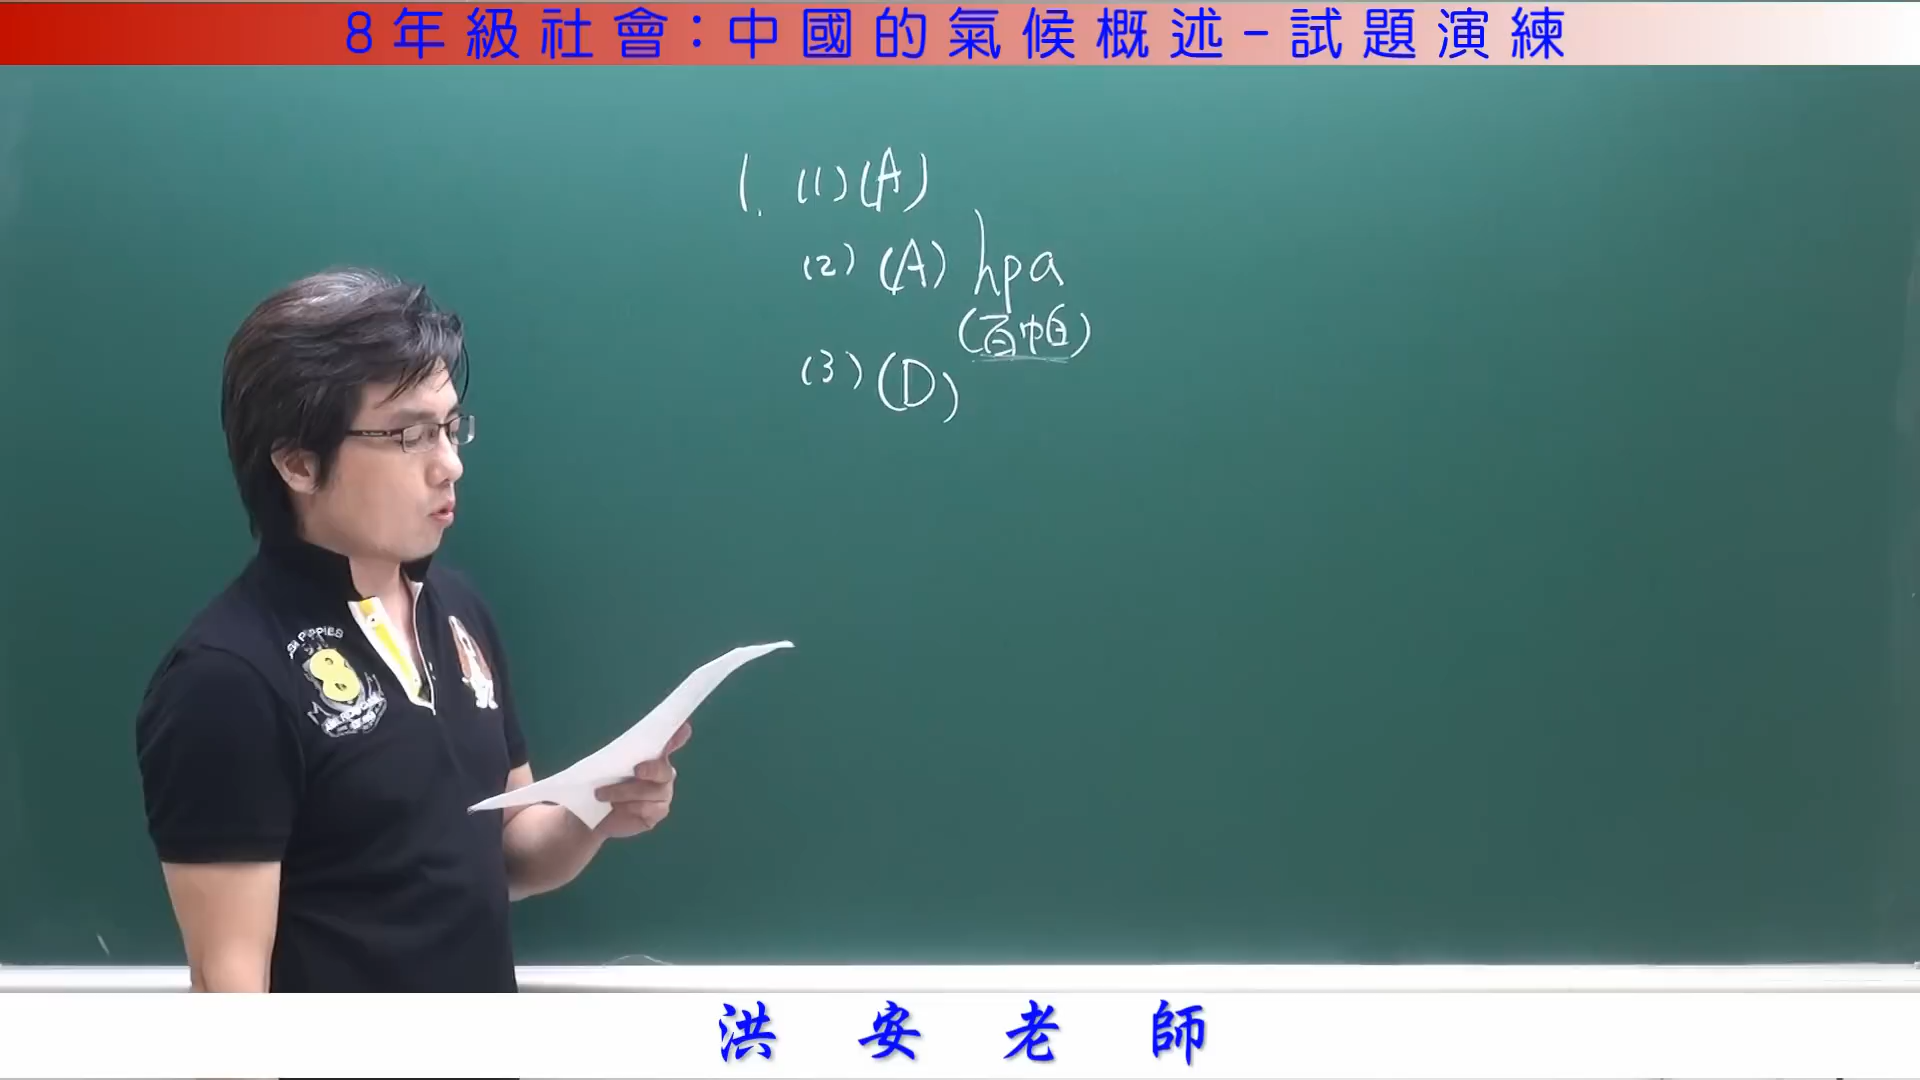 8年級社會:中國的氣候概述-試題演練
1. (1)(A)
(2)(A) hpa
(百帕)
(3)(D)
8
洪安老師